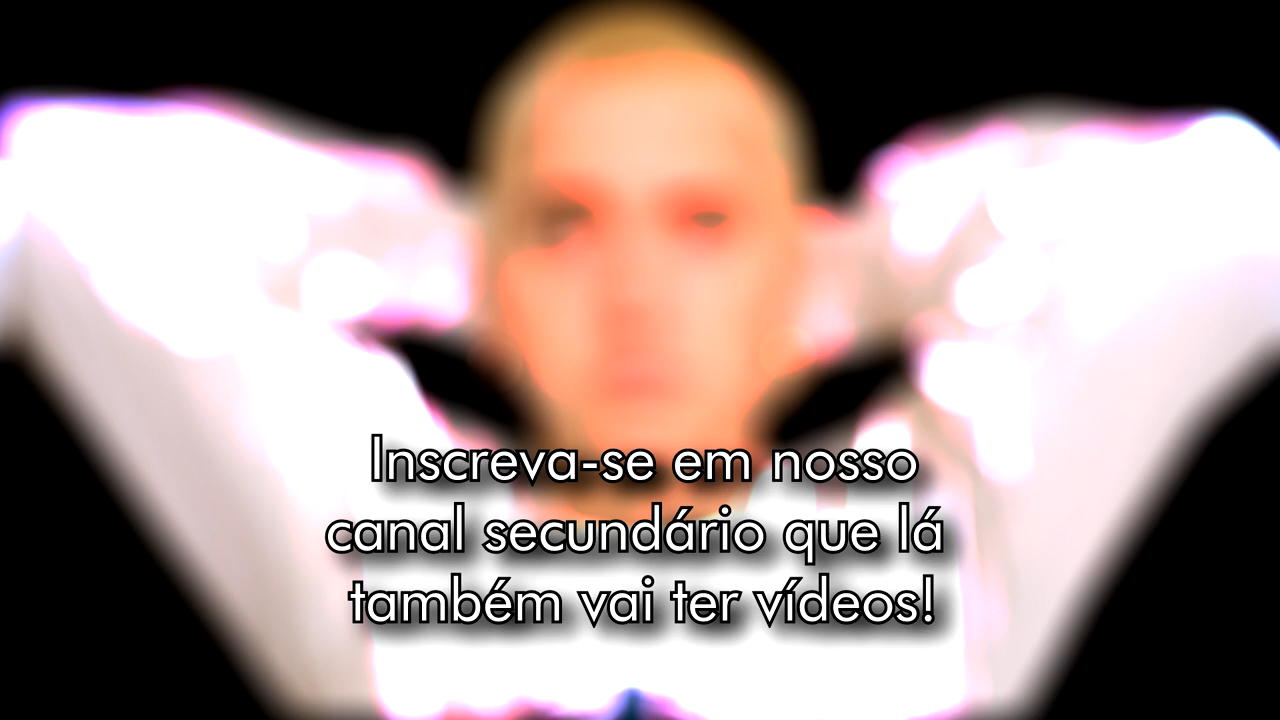 Inscreva-se em nosso
canal secundário que lá
também vai ter vídeos!